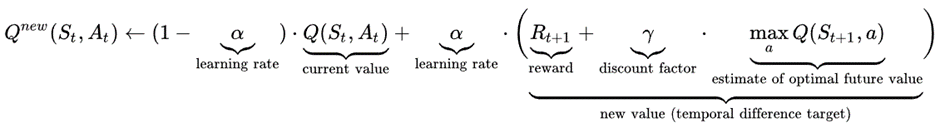 Q^{new}(S_t, A_t) ← (1 − α) · Q(S_t, A_t) + α · ( R_{t+1} + γ · max_a Q(S_{t+1}, a) )
learning rate current value learning rate reward discount factor estimate of optimal future value
new value (temporal difference target)